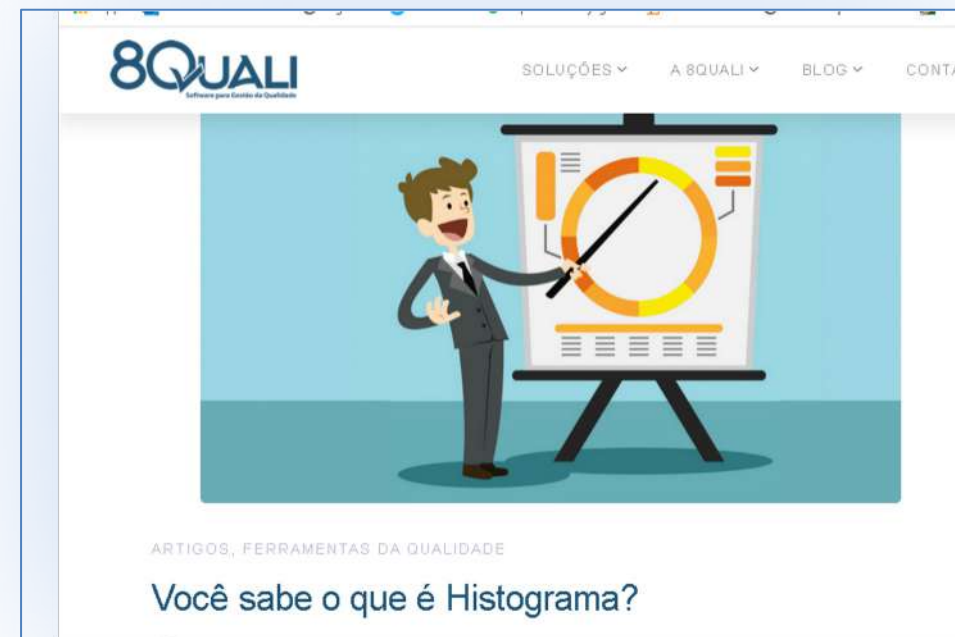 8QUALI
Software para Gestão da Qualidade
SOLUÇÕES A 8QUALI BLOG
ARTIGOS, FERRAMENTAS DA QUALIDADE
Você sabe o que é Histograma?